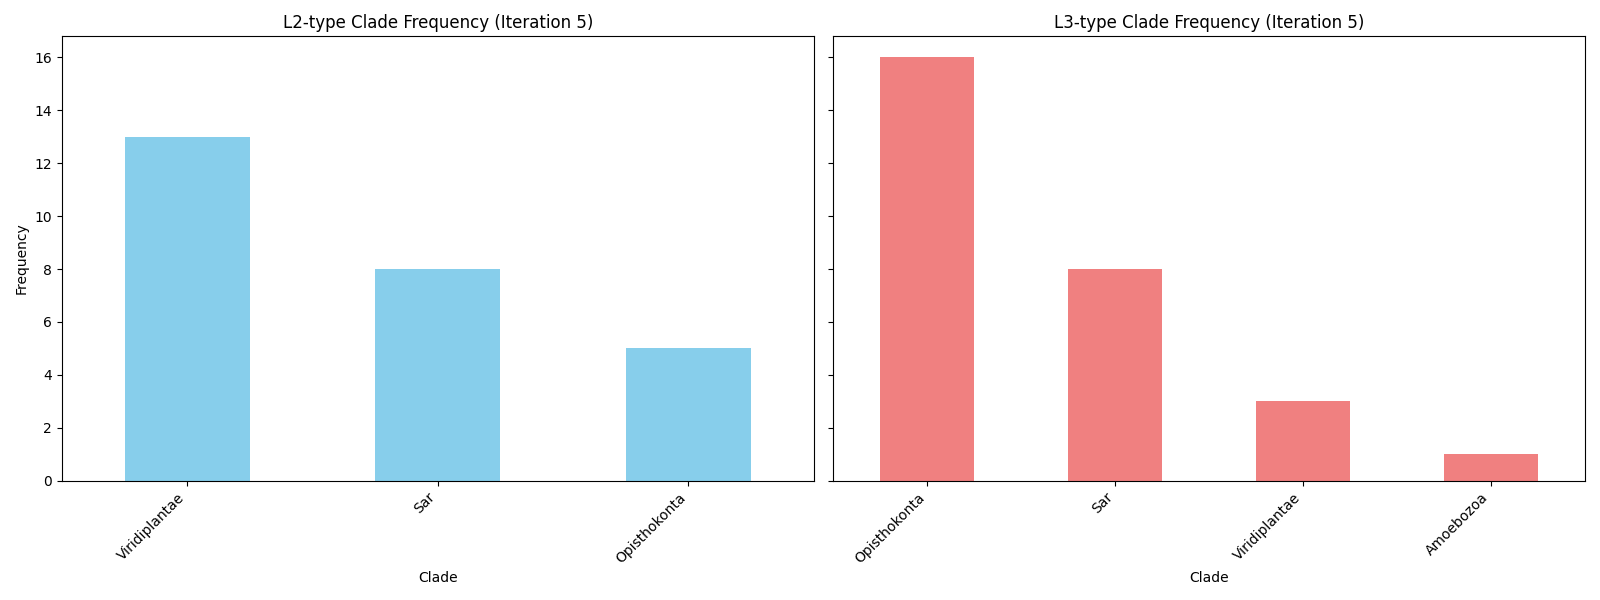 L2-type Clade Frequency (Iteration 5)
L3-type Clade Frequency (Iteration 5)
Frequency
16
14
12
10
8
6
4
2
0
Viridiplantae
Sar
Opisthokonta
Clade
Opisthokonta
Sar
Viridiplantae
Amoebozoa
Clade